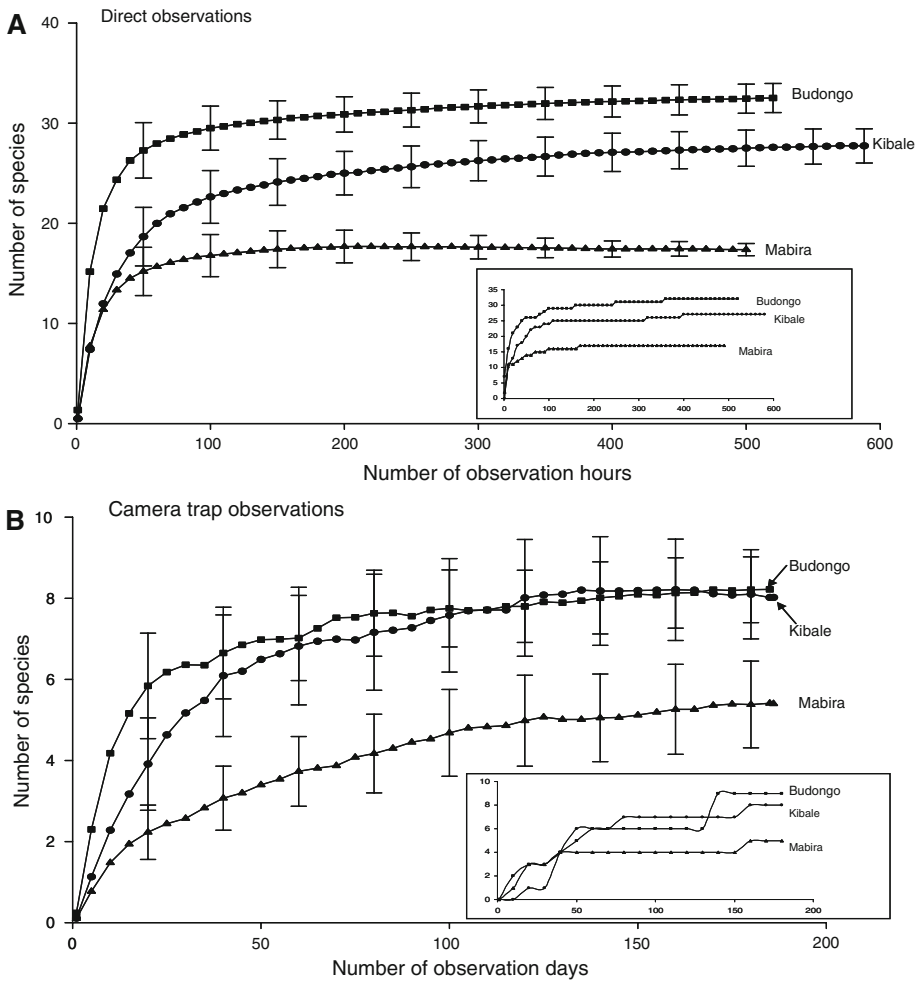 A Direct observations
40
30
20
10
0
Number of species
Budongo
Kibale
Mabira
35
30
25
20
15
10
5
0
Budongo
Kibale
Mabira
0 100 200 300 400 500 600
0 100 200 300 400 500 600
Number of observation hours
B Camera trap observations
10
8
6
4
2
0
Number of species
Budongo
Kibale
Mabira
10
8
6
4
2
0
Budongo
Kibale
Mabira
0 50 100 150 200
0 50 100 150 200
Number of observation days